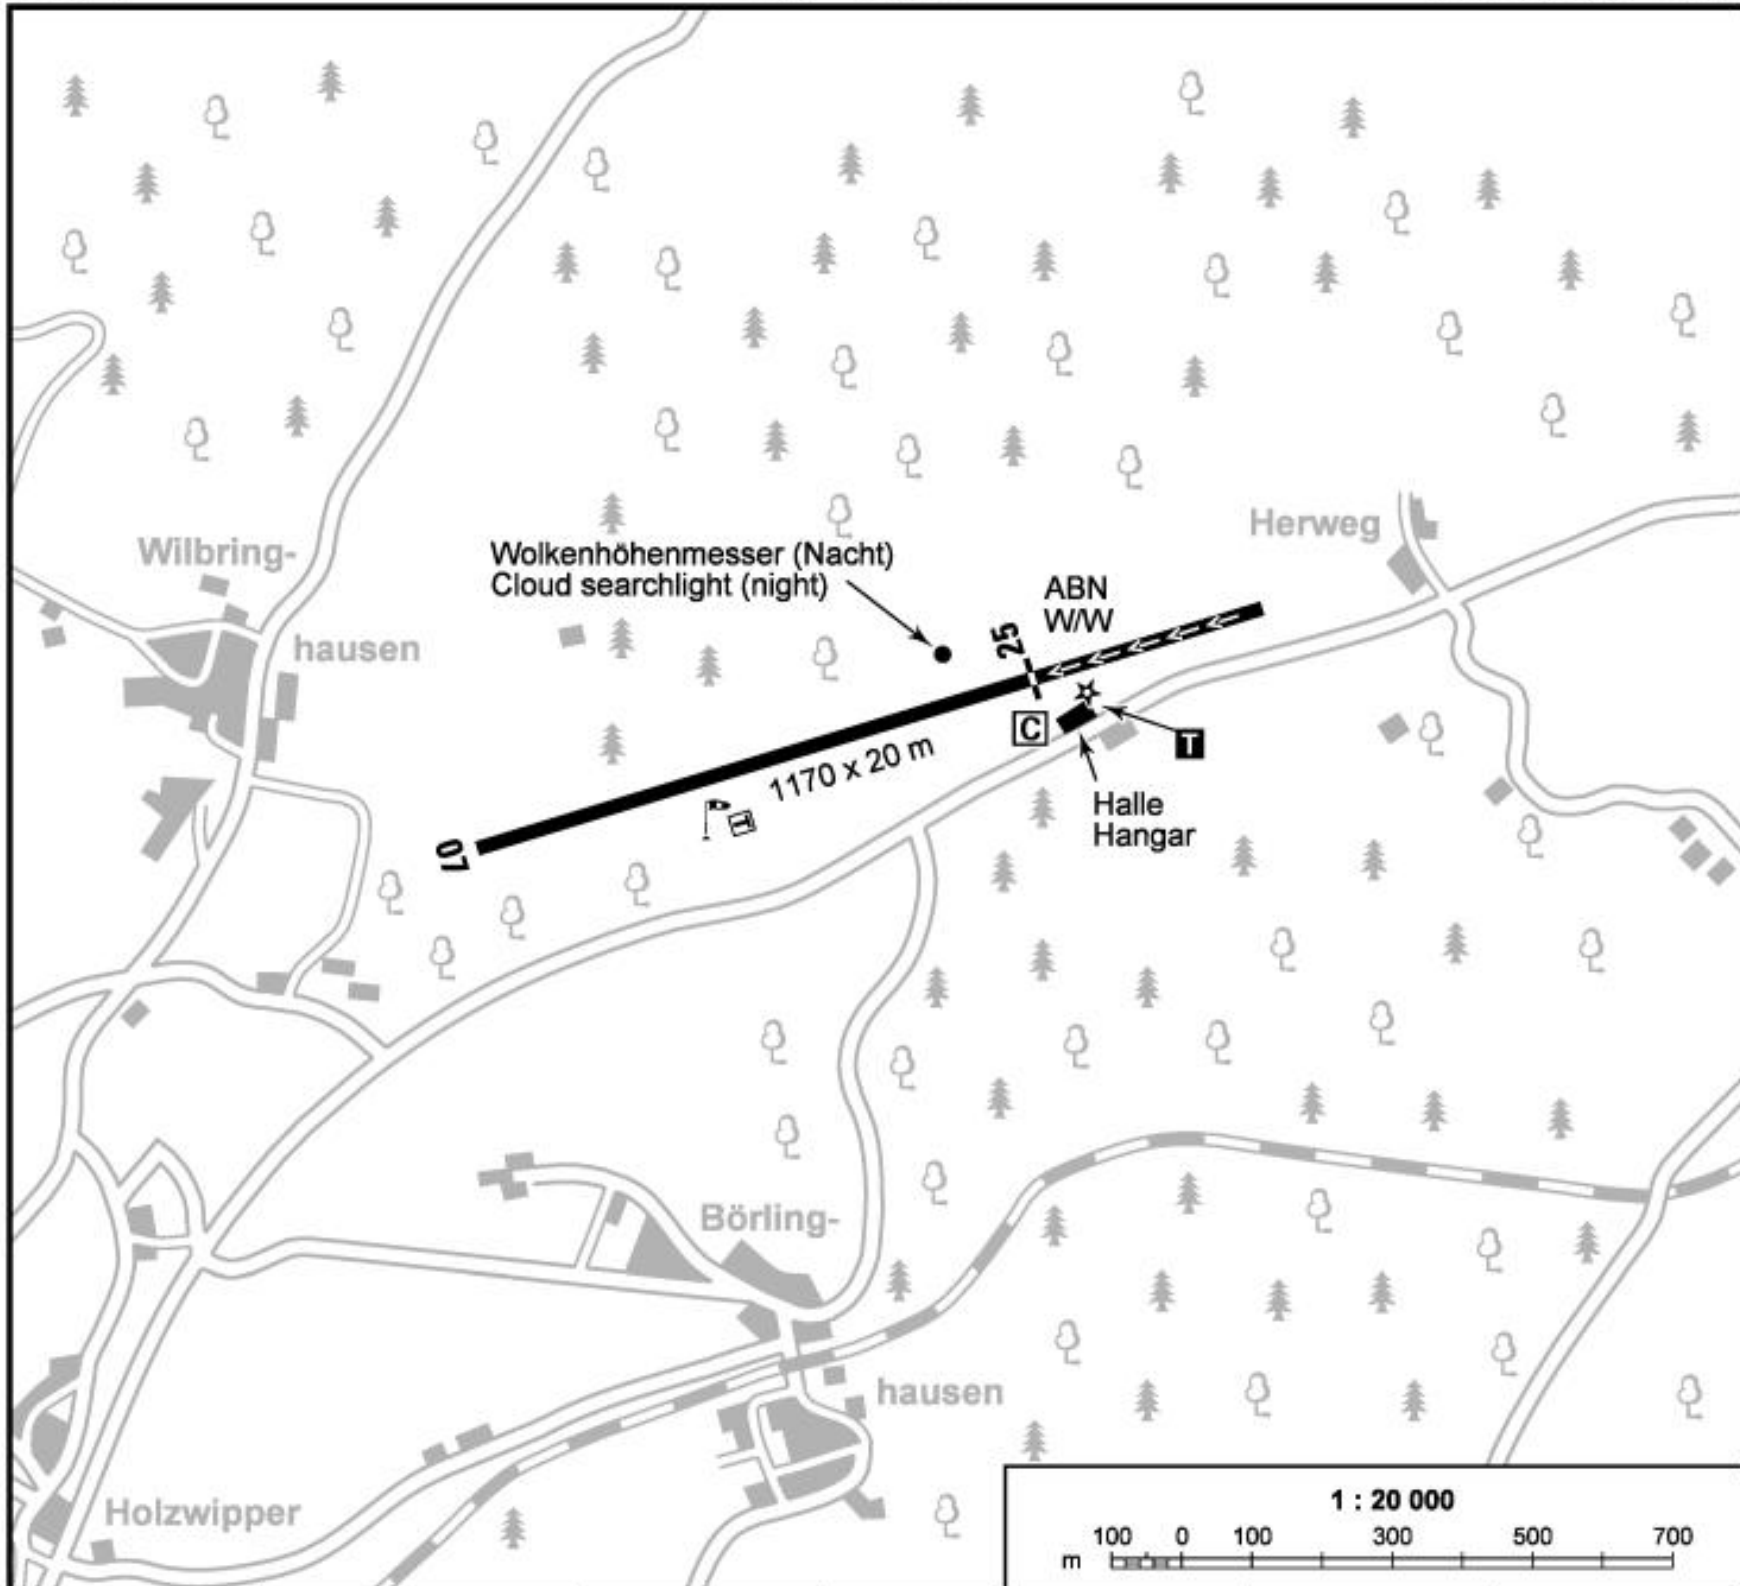 Wilbring-
hausen
Wolkenhöhenmesser (Nacht)
Cloud searchlight (night)
ABN
W/W
Herweg
25
C
T
1170 x 20 m
T
07
Halle
Hangar
Börling-
hausen
Holzwipper
1 : 20 000
100 0 100 300 500 700
m